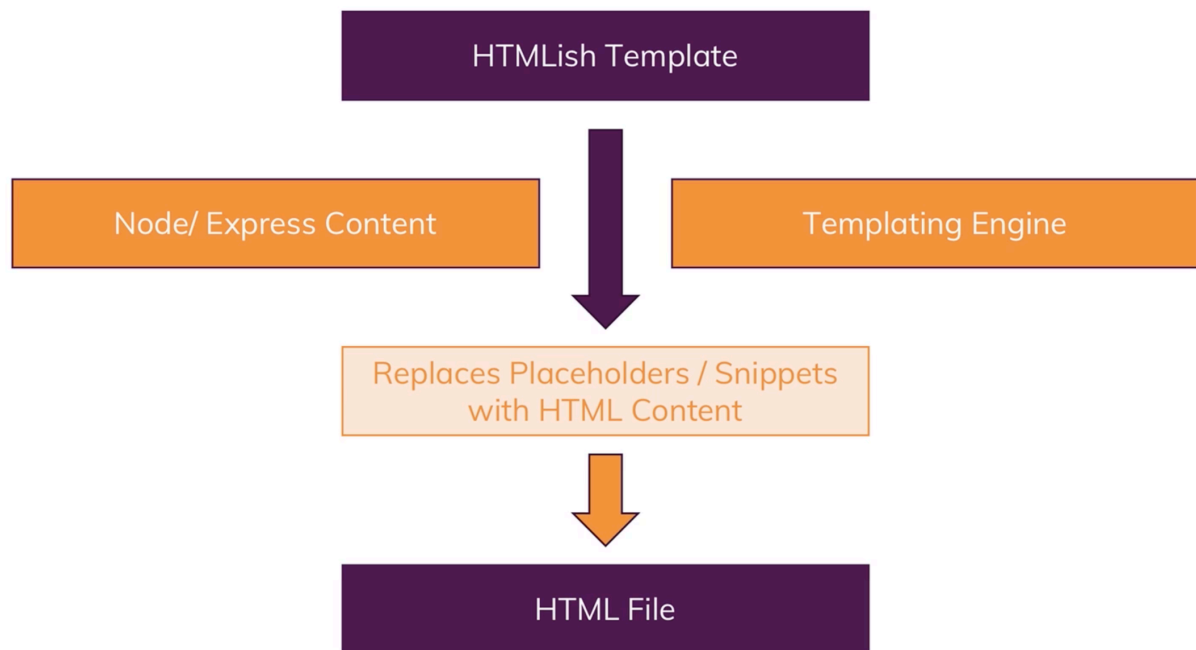 HTMLish Template
Node/ Express Content
Templating Engine
Replaces Placeholders / Snippets
with HTML Content
HTML File